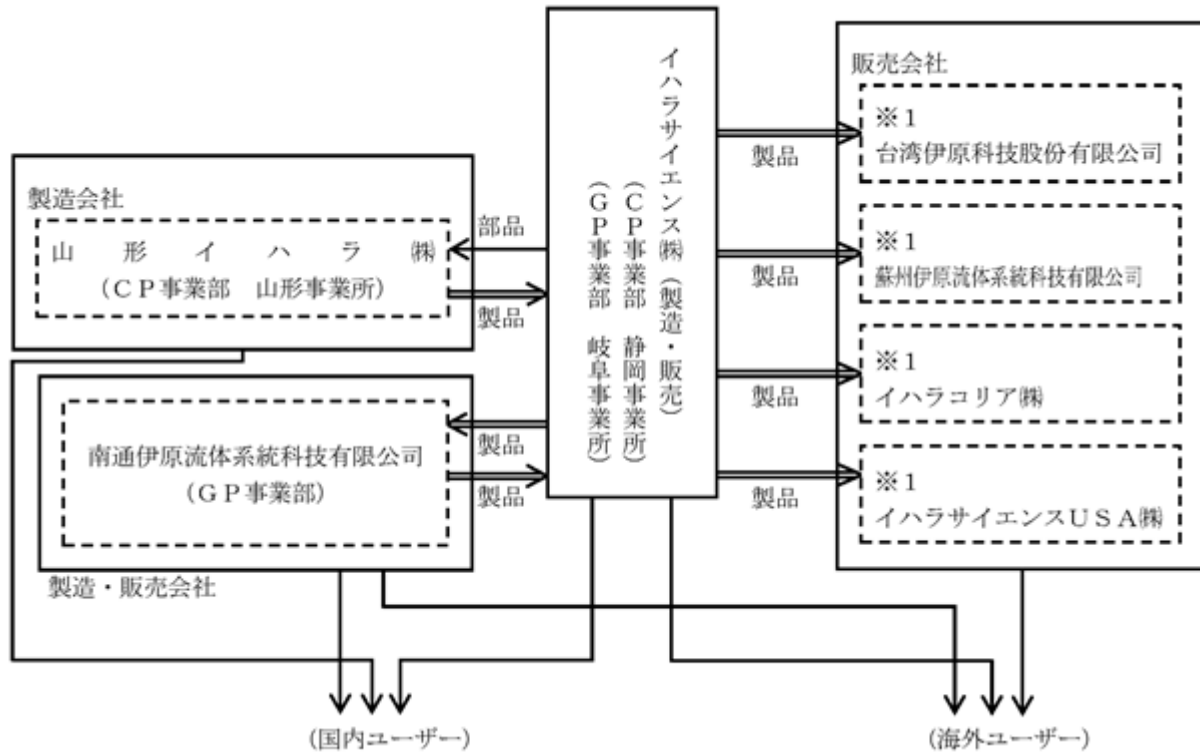 製造会社
山形イハラ㈱
（ＣＰ事業部　山形事業所）
部品
製品
南通伊原流体系統科技有限公司
（ＧＰ事業部）
製品
製品
製造・販売会社
イハラサイエンス㈱（製造・販売）
（ＣＰ事業部　静岡事業所）
（ＧＰ事業部　岐阜事業所）
製品
製品
製品
製品
販売会社
※１
台湾伊原科技股份有限公司
※１
蘇州伊原流体系統科技有限公司
※１
イハラコリア㈱
※１
イハラサイエンスＵＳＡ㈱
（国内ユーザー）
（海外ユーザー）